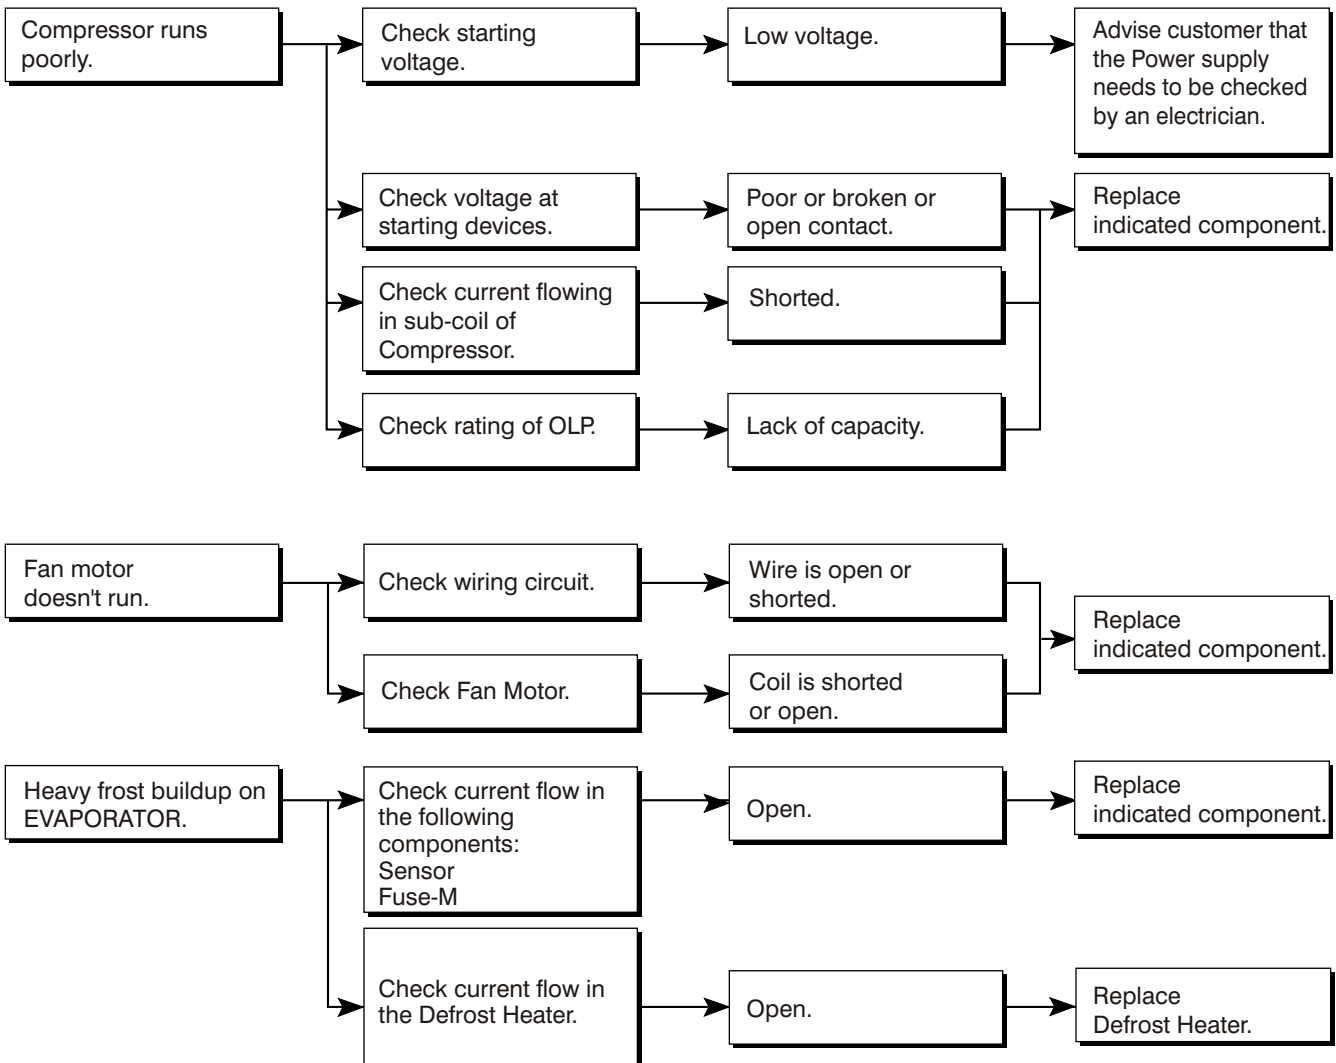 Compressor runs
poorly.
Check starting
voltage.
Low voltage.
Advise customer that
the Power supply
needs to be checked
by an electrician.
Check voltage at
starting devices.
Poor or broken or
open contact.
Replace
indicated component.
Check current flowing
in sub-coil of
Compressor.
Shorted.
Check rating of OLP.
Lack of capacity.
Fan motor
doesn't run.
Check wiring circuit.
Wire is open or
shorted.
Replace
indicated component.
Check Fan Motor.
Coil is shorted
or open.
Heavy frost buildup on
EVAPORATOR.
Check current flow in
the following
components:
Sensor
Fuse-M
Open.
Replace
indicated component.
Check current flow in
the Defrost Heater.
Open.
Replace
Defrost Heater.